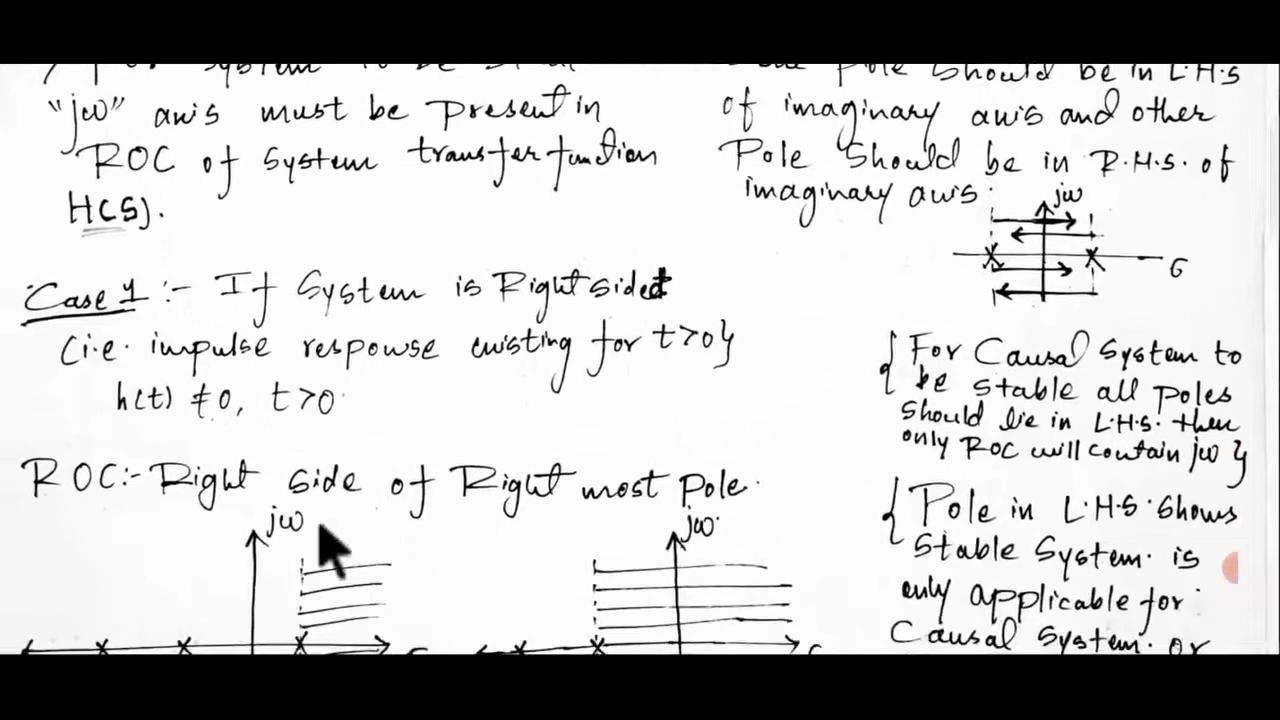 "jω" axis must be present in
ROC of System transfer function
H(S).
Case 1 :- If System is Right sided
(i.e. impulse response existing for t>0}
h(t) ≠0, t>0.
ROC:- Right side of Right most Pole.
jω
jω
Pole Should be in L.H.S
of imaginary axis and other
Pole Should be in R.H.S. of
imaginary axis.
jω
σ
{ For Causal System to
be stable all Poles
should lie in L.H.S. then
only ROC will contain jω }
{ Pole in L.H.S. Shows
Stable System. is
only applicable for
Causal System. or